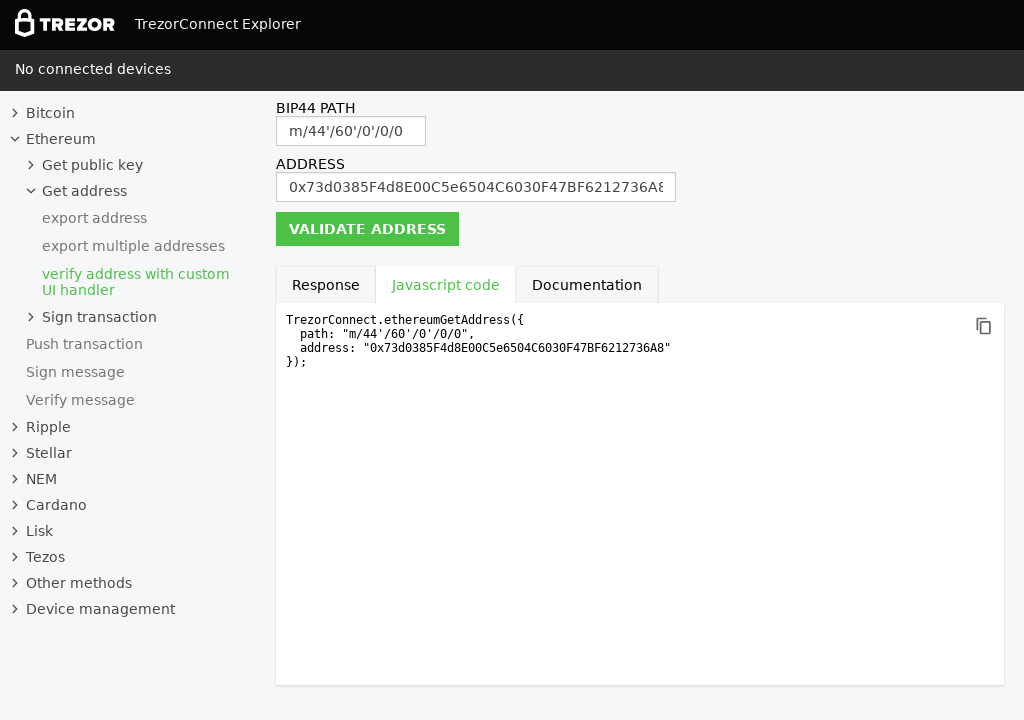 TREZOR TrezorConnect Explorer
No connected devices
Bitcoin
Ethereum
Get public key
Get address
export address
export multiple addresses
verify address with custom
UI handler
Sign transaction
Push transaction
Sign message
Verify message
Ripple
Stellar
NEM
Cardano
Lisk
Tezos
Other methods
Device management
BIP44 PATH
m/44'/60'/0'/0/0
ADDRESS
0x73d0385F4d8E00C5e6504C6030F47BF6212736A8
VALIDATE ADDRESS
Response Javascript code Documentation
TrezorConnect.ethereumGetAddress({
  path: "m/44'/60'/0'/0/0",
  address: "0x73d0385F4d8E00C5e6504C6030F47BF6212736A8"
});